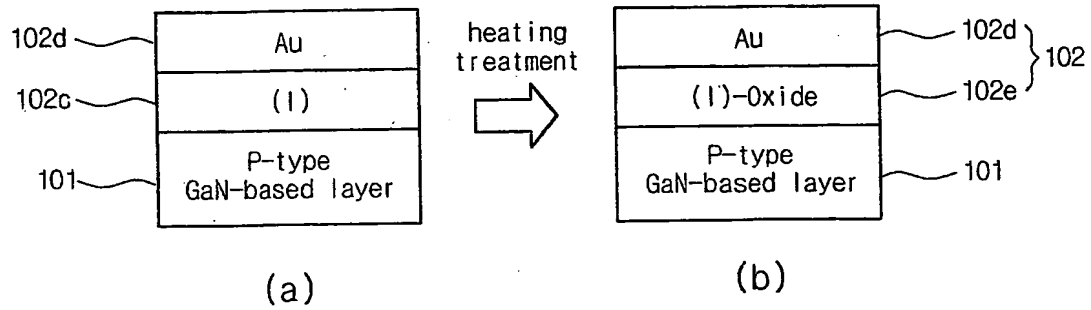 102d
Au
102c
(I)
101
P-type
GaN-based layer
(a)
heating
treatment
Au
102d
102
(I)-Oxide
102e
P-type
GaN-based layer
101
(b)